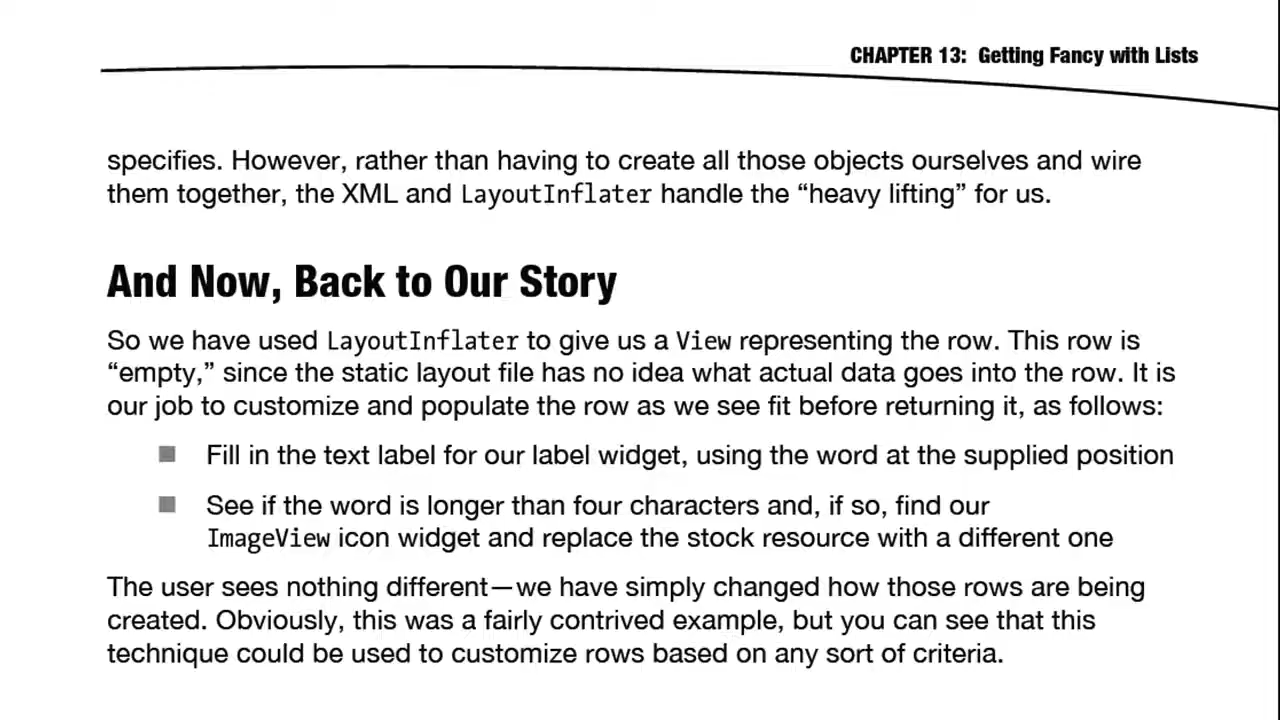 CHAPTER 13: Getting Fancy with Lists
specifies. However, rather than having to create all those objects ourselves and wire
them together, the XML and LayoutInflater handle the “heavy lifting” for us.
And Now, Back to Our Story
So we have used LayoutInflater to give us a View representing the row. This row is
“empty,” since the static layout file has no idea what actual data goes into the row. It is
our job to customize and populate the row as we see fit before returning it, as follows:
Fill in the text label for our label widget, using the word at the supplied position
See if the word is longer than four characters and, if so, find our
ImageView icon widget and replace the stock resource with a different one
The user sees nothing different—we have simply changed how those rows are being
created. Obviously, this was a fairly contrived example, but you can see that this
technique could be used to customize rows based on any sort of criteria.